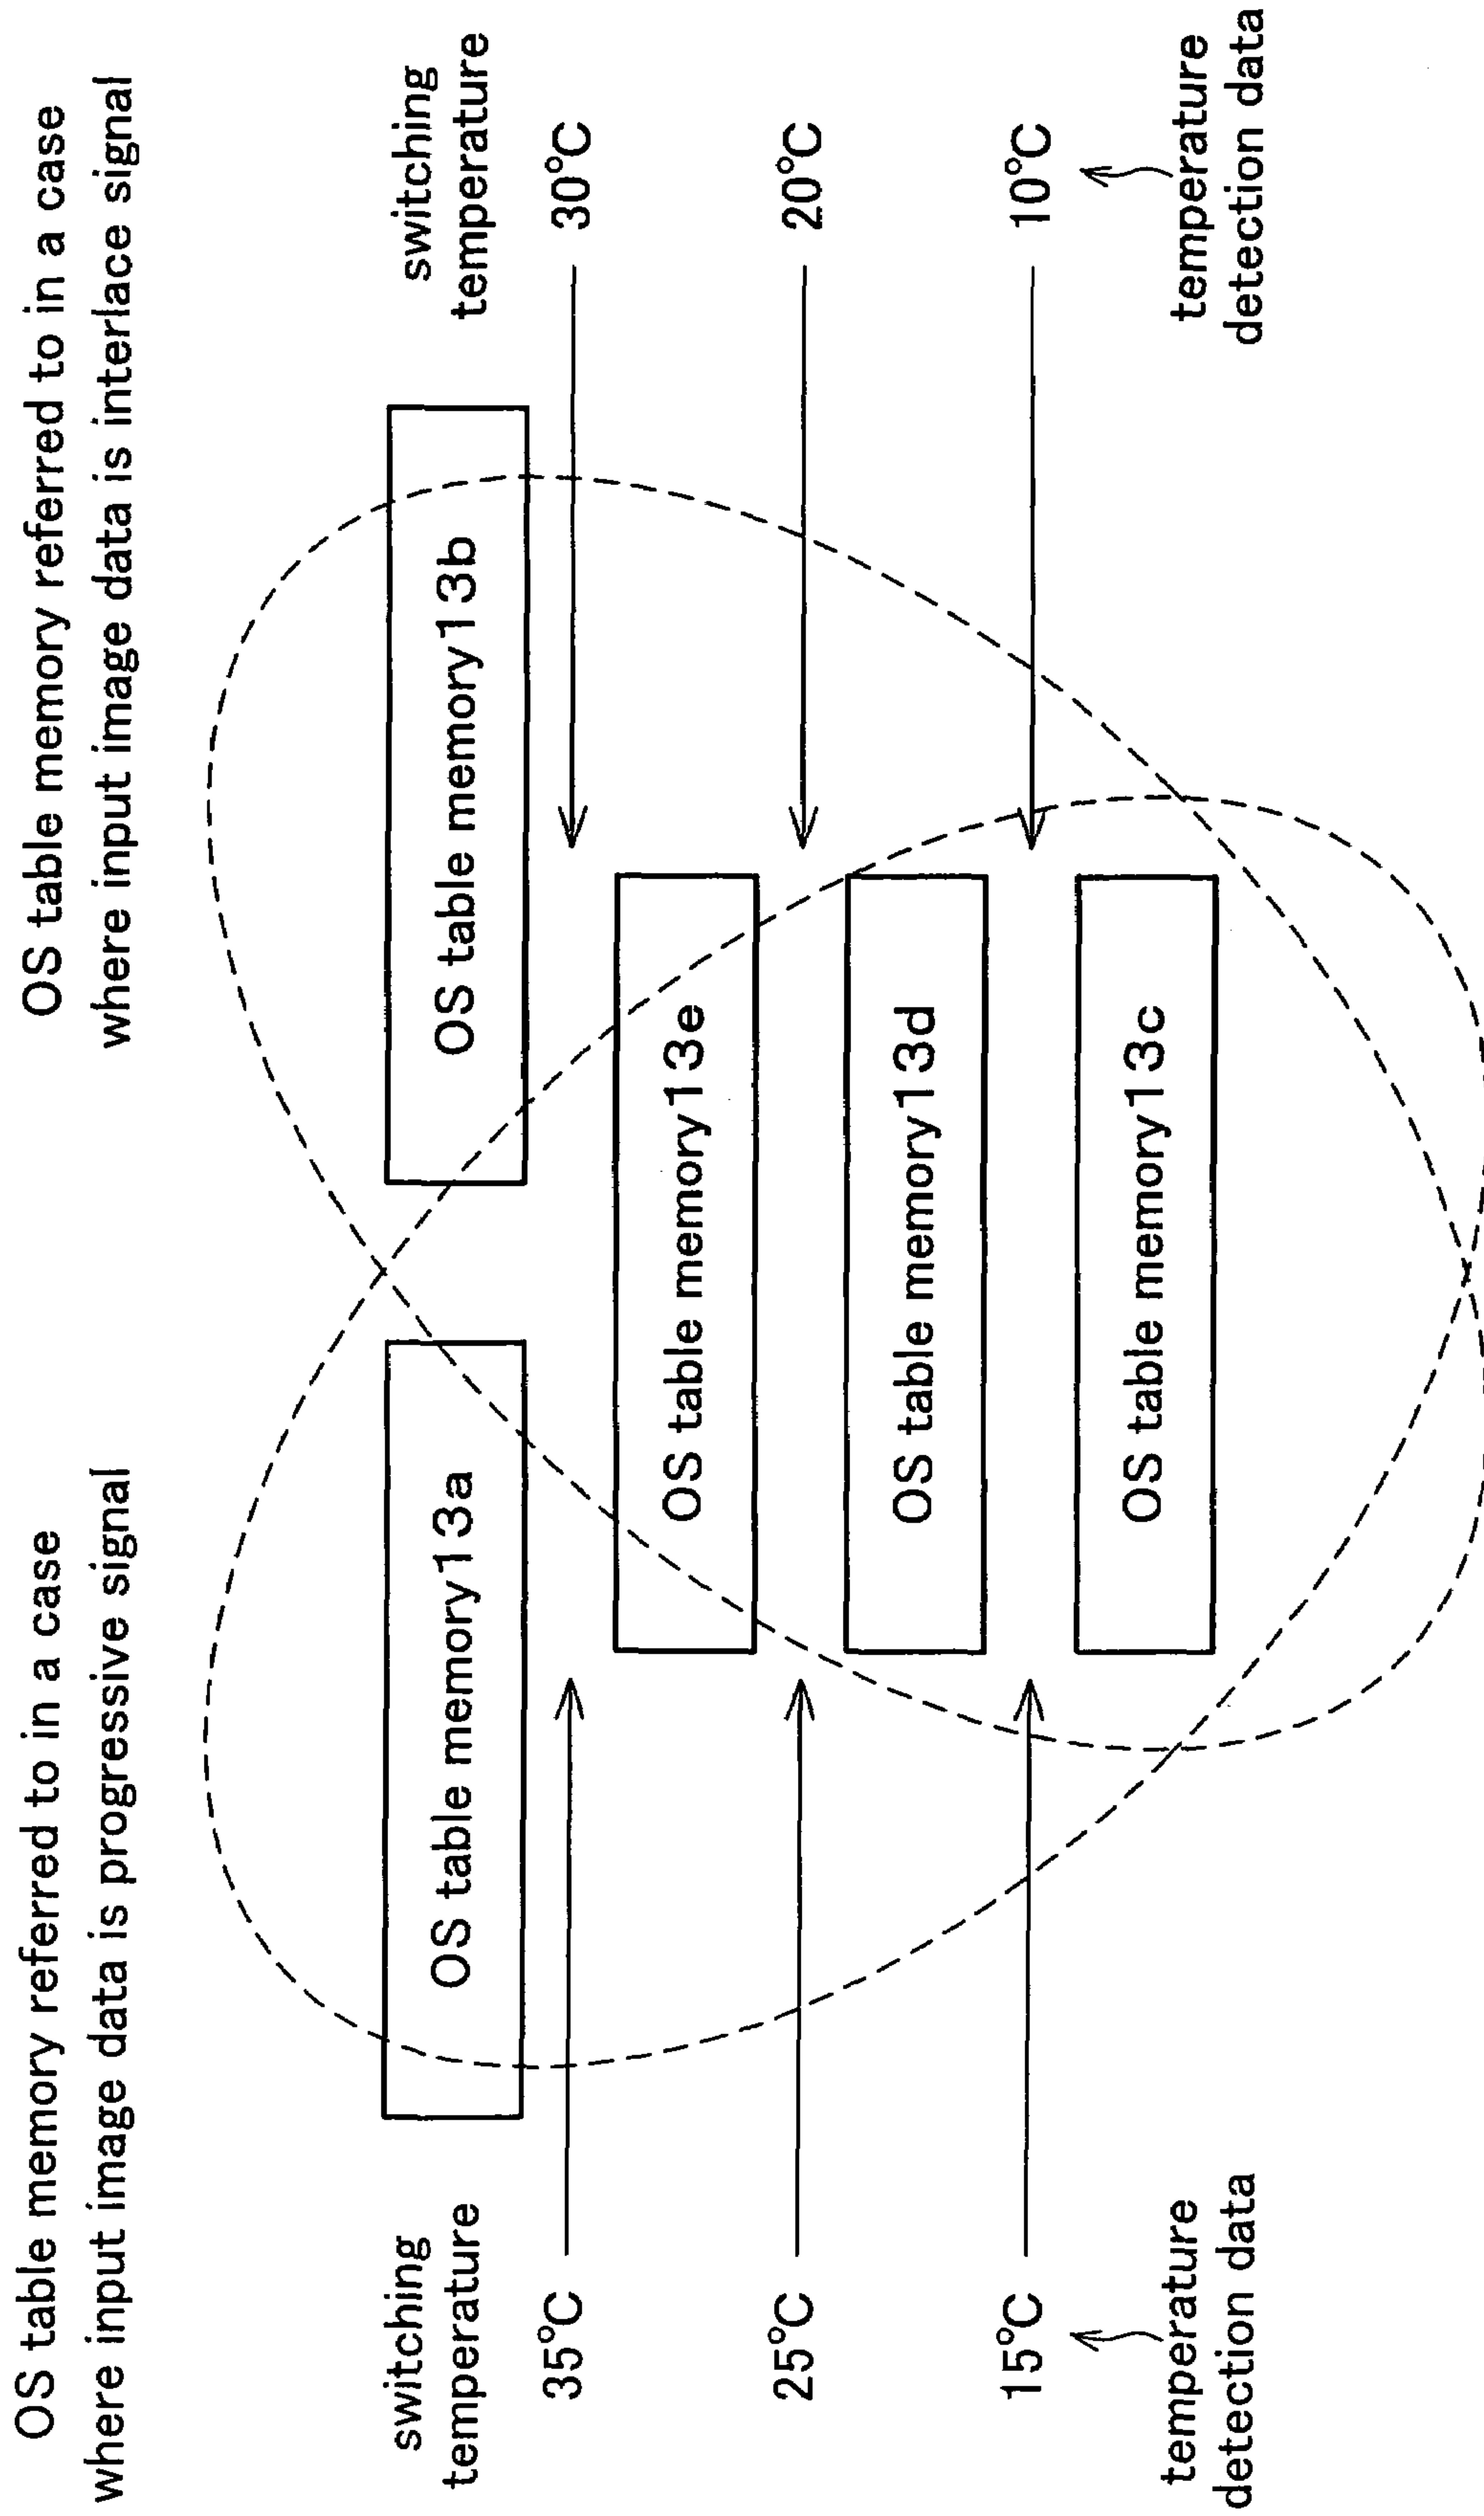 OS table memory referred to in a case
where input image data is progressive signal
OS table memory referred to in a case
where input image data is interlace signal
switching
temperature
switching
temperature
OS table memory13a
OS table memory13b
35°C
30°C
OS table memory13e
25°C
20°C
OS table memory13d
15°C
10°C
OS table memory13c
temperature
detection data
temperature
detection data